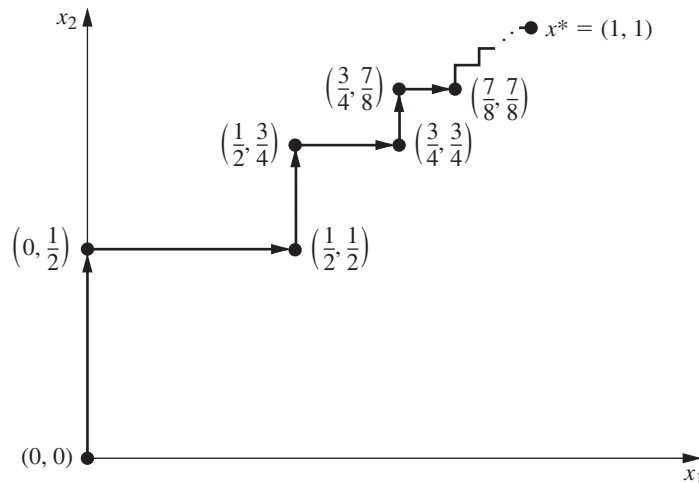 x₂
x* = (1, 1)
(3/4, 7/8)
(7/8, 7/8)
(1/2, 3/4)
(3/4, 3/4)
(0, 1/2)
(1/2, 1/2)
(0, 0)
x₁